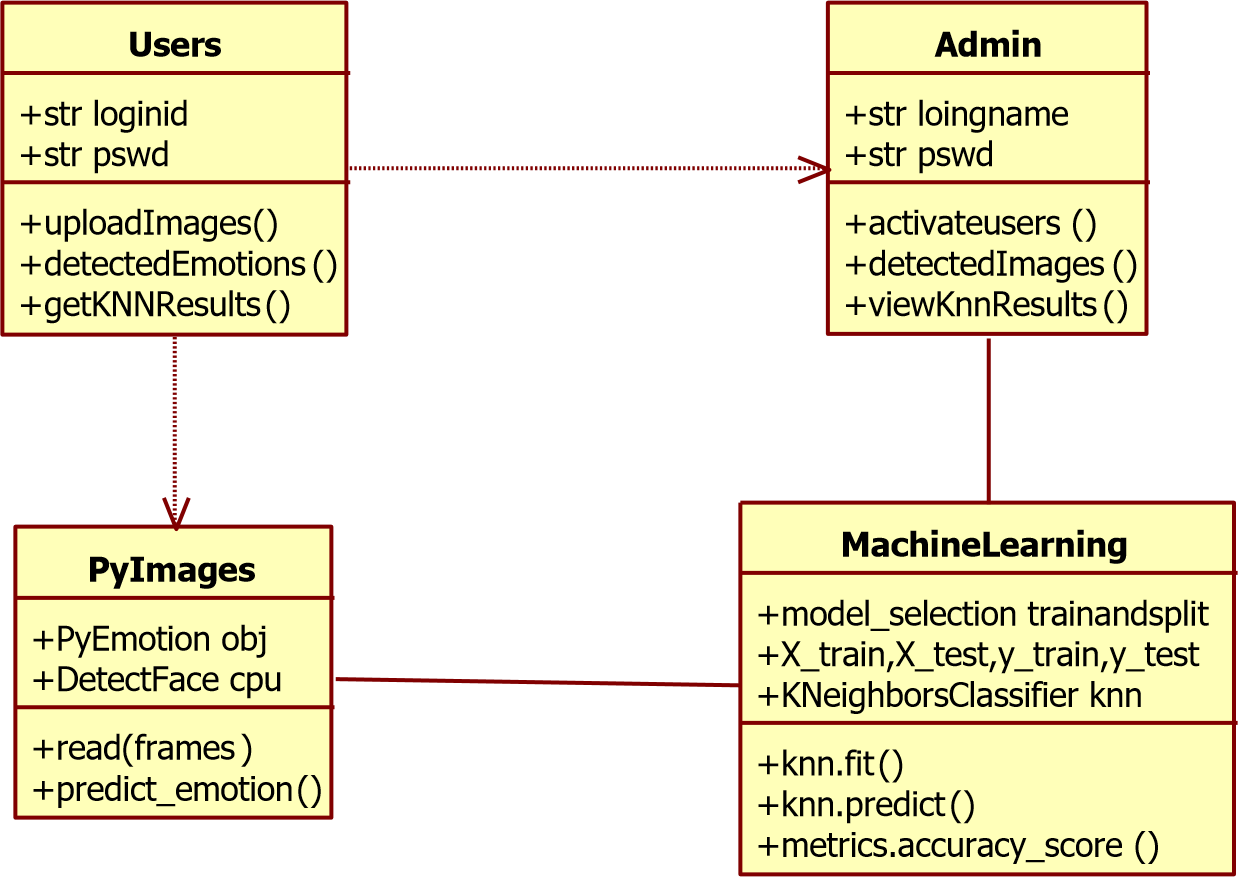 Users
+str loginid
+str pswd
+uploadImages()
+detectedEmotions()
+getKNNResults()
Admin
+str loingname
+str pswd
+activateusers ()
+detectedImages()
+viewKnnResults()
PyImages
+PyEmotion obj
+DetectFace cpu
+read(frames)
+predict_emotion()
MachineLearning
+model_selection trainandsplit
+X_train,X_test,y_train,y_test
+KNeighborsClassifier knn
+knn.fit()
+knn.predict()
+metrics.accuracy_score ()